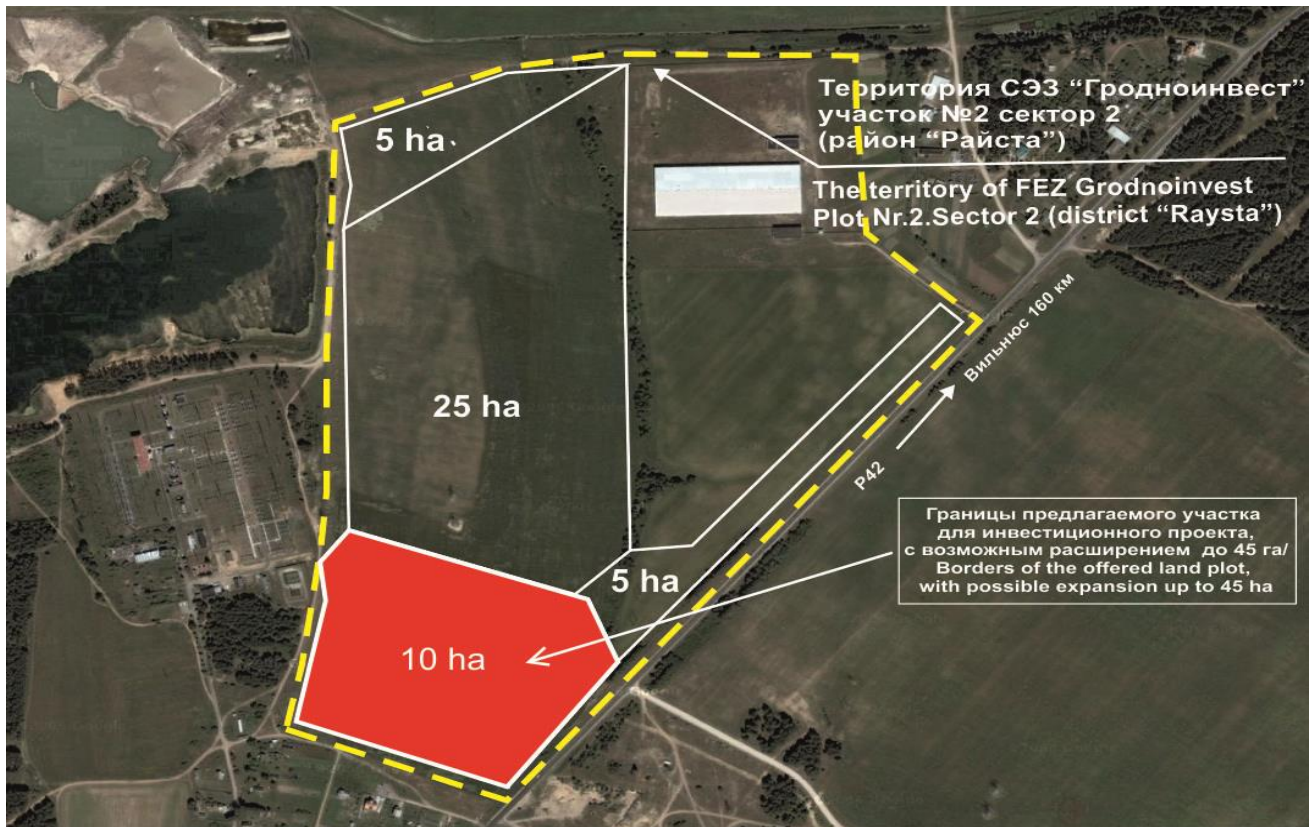 Территория СЭЗ “Гродноинвест”
участок №2 сектор 2
(район “Райста”)
5 ha
The territory of FEZ Grodnoinvest
Plot Nr.2.Sector 2 (district “Raysta”)
Вильнюс 160 км
25 ha
P42
Границы предлагаемого участка
для инвестиционного проекта,
с возможным расширением до 45 га/
Borders of the offered land plot,
with possible expansion up to 45 ha
5 ha
10 ha